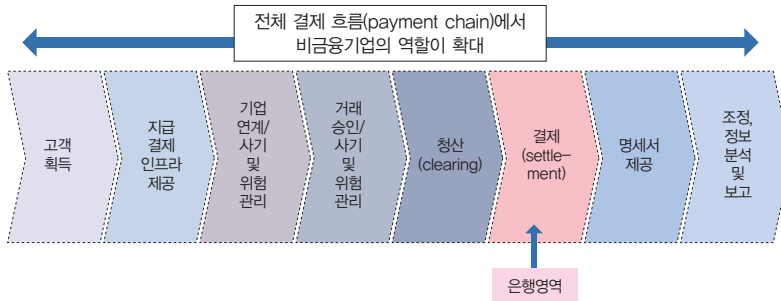 전체 결제 흐름(payment chain)에서
비금융기업의 역할이 확대
고객
획득
지급
결제
인프라
제공
기업
연계/
사기
및
위험
관리
거래
승인/
사기
및
위험
관리
청산
(clearing)
결제
(settle-
ment)
명세서
제공
조정,
정보
분석
및
보고
은행영역